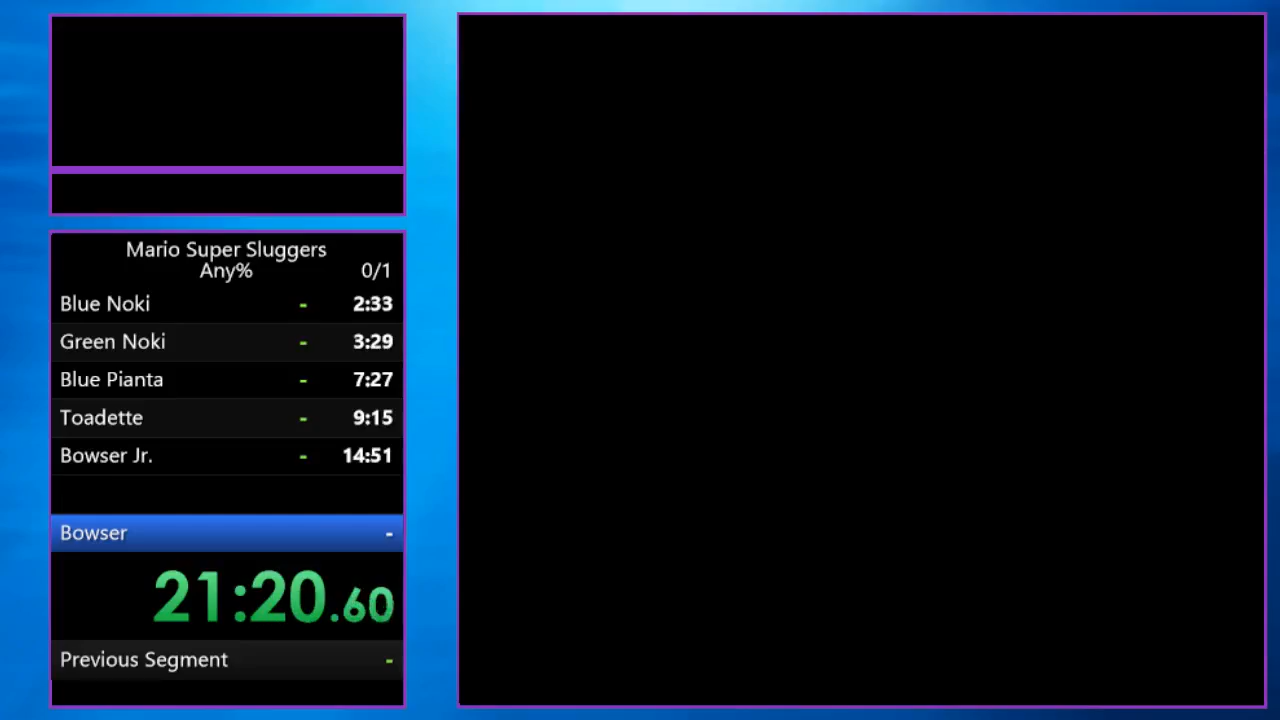 Mario Super Sluggers
Any% 0/1
Blue Noki - 2:33
Green Noki - 3:29
Blue Pianta - 7:27
Toadette - 9:15
Bowser Jr. - 14:51
Bowser -
21:20.60
Previous Segment -